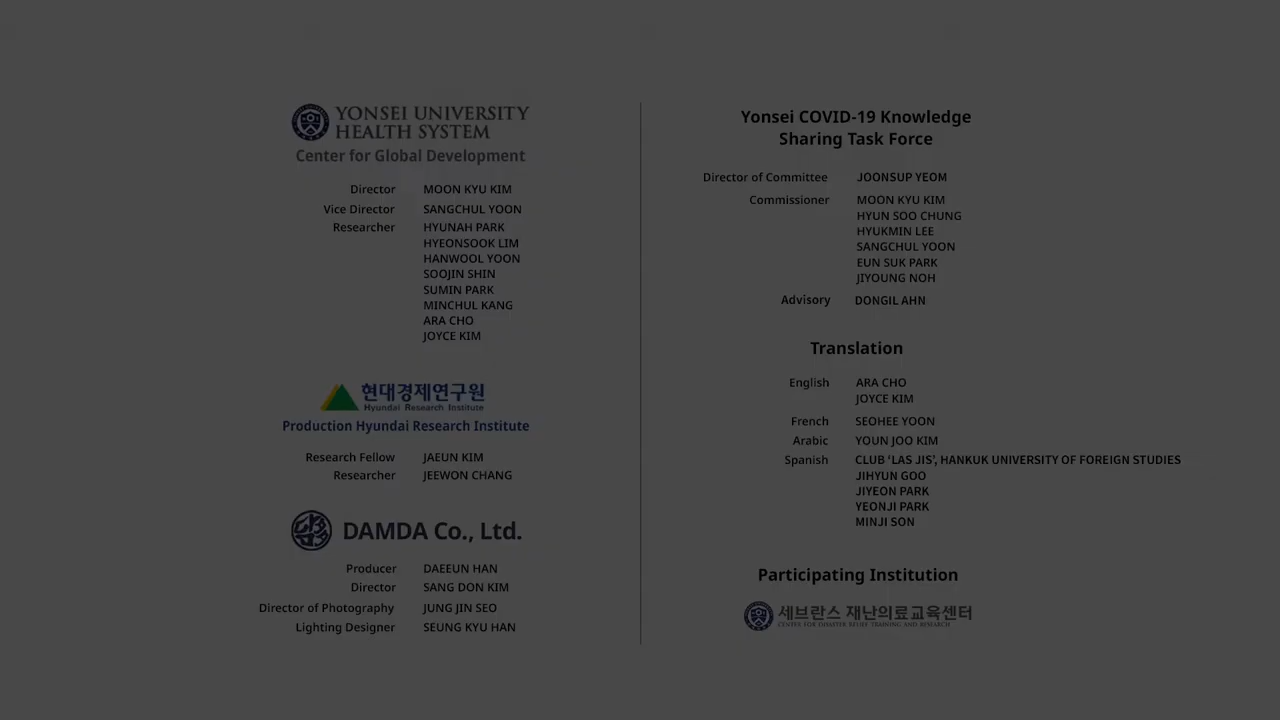 YONSEI UNIVERSITY
HEALTH SYSTEM
Center for Global Development
Director MOON KYU KIM
Vice Director SANGCHUL YOON
Researcher HYUNAH PARK
HYEONSOOK LIM
HANWOOL YOON
SOOJIN SHIN
SUMIN PARK
MINCHUL KANG
ARA CHO
JOYCE KIM
현대경제연구원
Hyundai Research Institute
Production Hyundai Research Institute
Research Fellow JAEUN KIM
Researcher JEEWON CHANG
DAMDA Co., Ltd.
Producer DAEEUN HAN
Director SANG DON KIM
Director of Photography JUNG JIN SEO
Lighting Designer SEUNG KYU HAN
Yonsei COVID-19 Knowledge
Sharing Task Force
Director of Committee JOONSUP YEOM
Commissioner MOON KYU KIM
HYUN SOO CHUNG
HYUKMIN LEE
SANGCHUL YOON
EUN SUK PARK
JIYOUNG NOH
Advisory DONGIL AHN
Translation
English ARA CHO
JOYCE KIM
French SEOHEE YOON
Arabic YOUN JOO KIM
Spanish CLUB ‘LAS JIS’, HANKUK UNIVERSITY OF FOREIGN STUDIES
JIHYUN GOO
JIYEON PARK
YEONJI PARK
MINJI SON
Participating Institution
세브란스 재난의료교육센터
CENTER FOR DISASTER RELIEF TRAINING AND RESEARCH